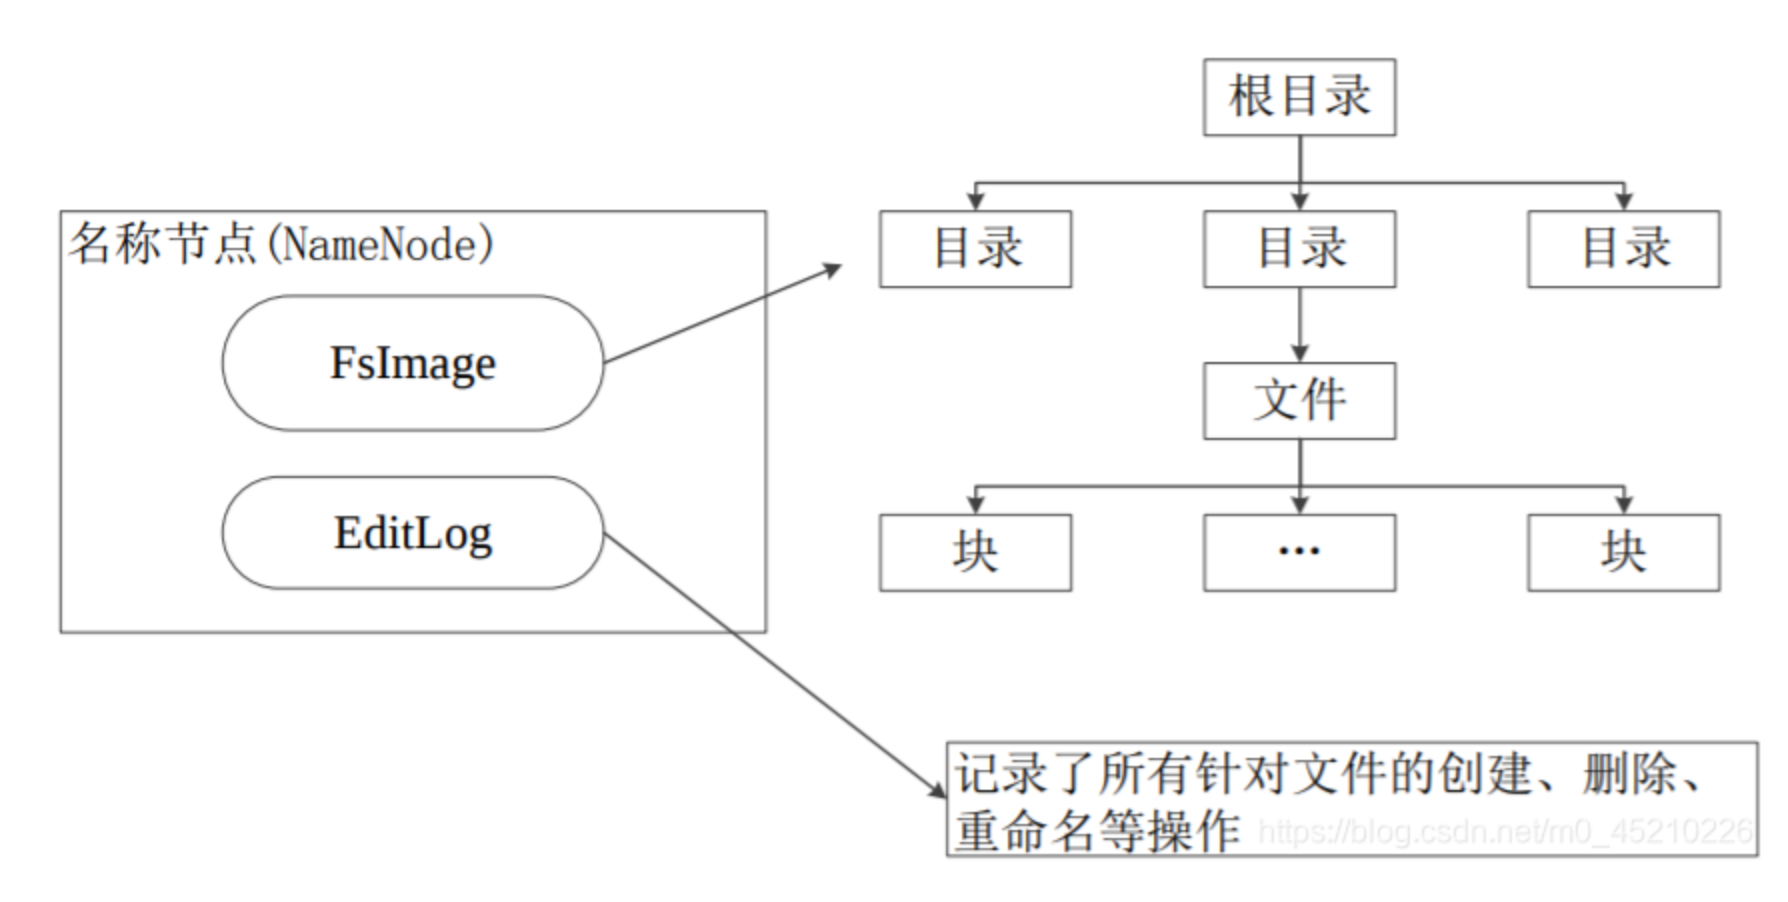 根目录
名称节点(NameNode)
目录
目录
目录
FsImage
文件
EditLog
块
...
块
记录了所有针对文件的创建、删除、
重命名等操作
https://blog.csdn.net/m0_45210226